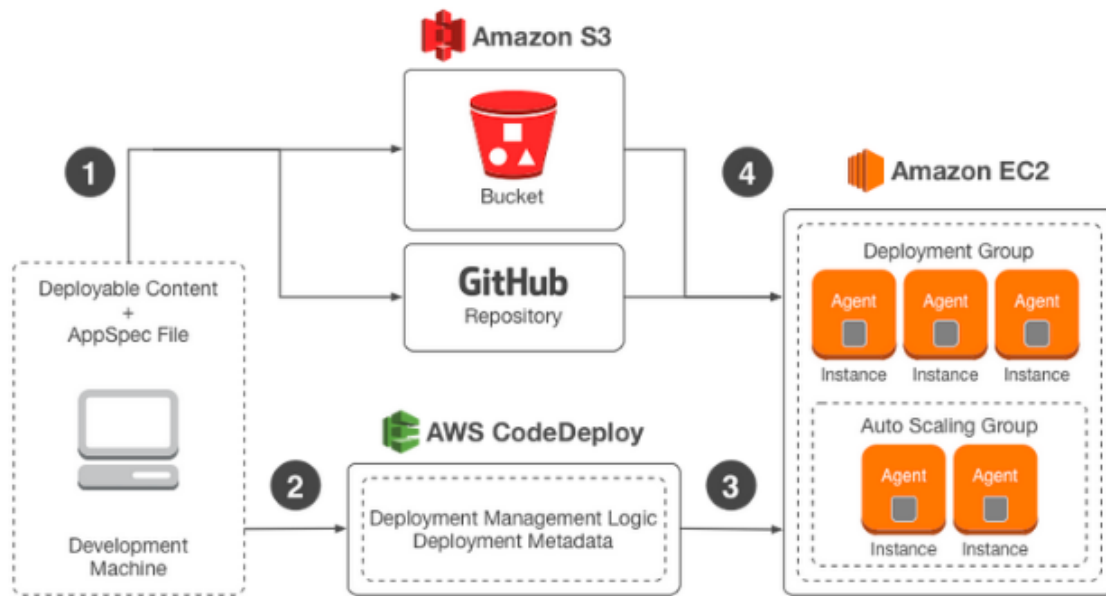 Amazon S3
1
Bucket
4
Amazon EC2
Deployable Content
+
AppSpec File
GitHub
Repository
Deployment Group
Agent Agent Agent
Instance Instance Instance
AWS CodeDeploy
Auto Scaling Group
2
3
Agent Agent
Deployment Management Logic
Deployment Metadata
Instance Instance
Development
Machine